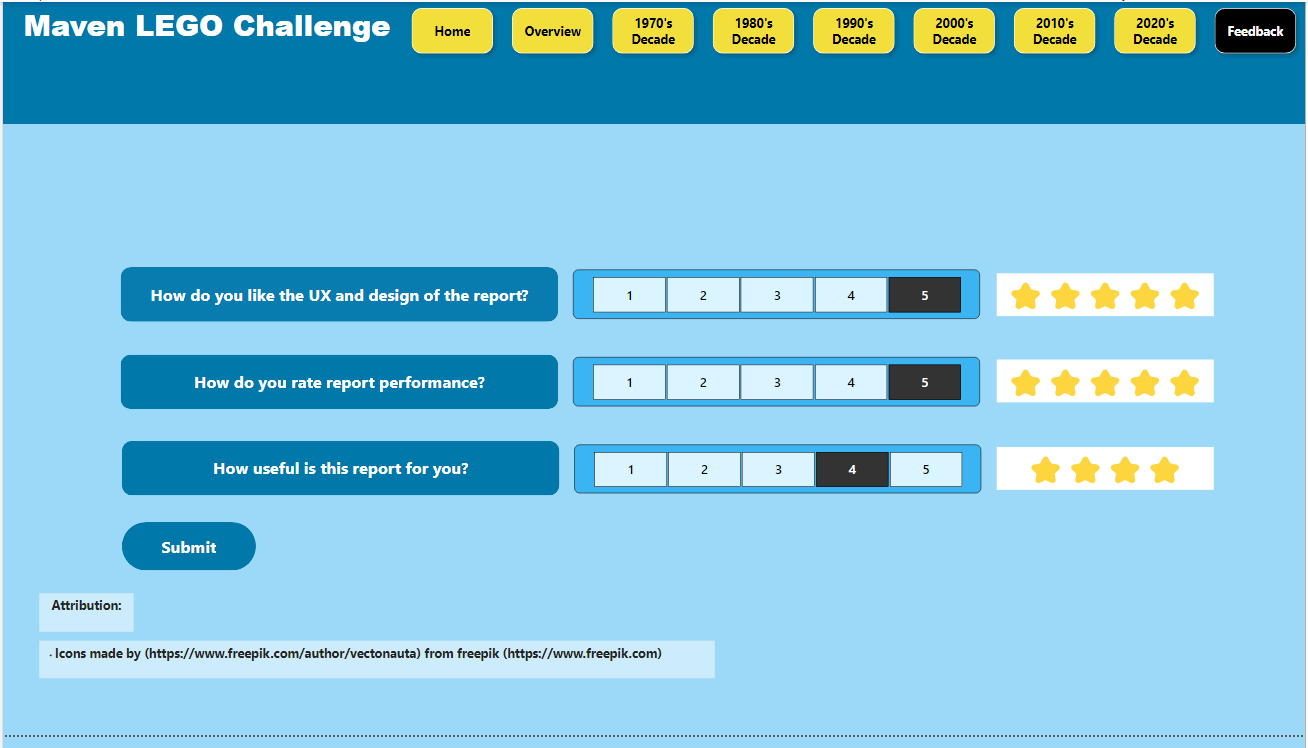 Maven LEGO Challenge
Home
Overview
1970's
Decade
1980's
Decade
1990's
Decade
2000's
Decade
2010's
Decade
2020's
Decade
Feedback
How do you like the UX and design of the report?
1 2 3 4 5
How do you rate report performance?
1 2 3 4 5
How useful is this report for you?
1 2 3 4 5
Submit
Attribution:
· Icons made by (https://www.freepik.com/author/vectonauta) from freepik (https://www.freepik.com)